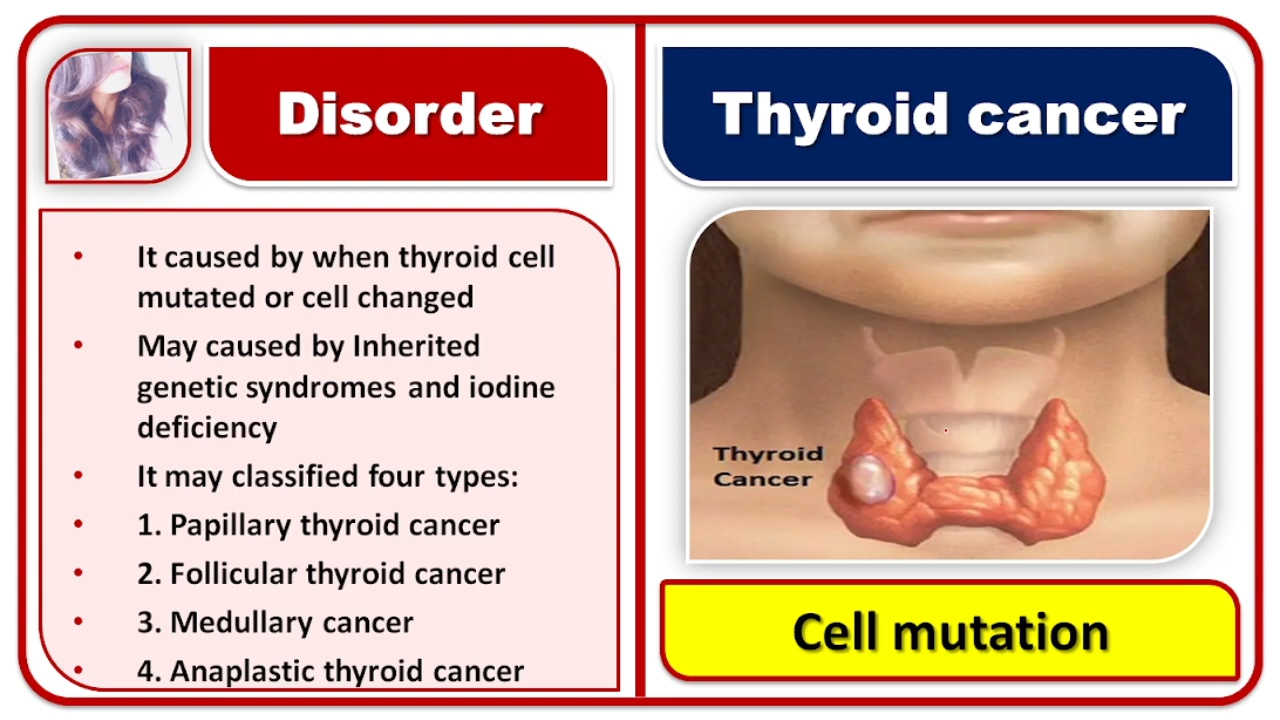 Disorder
Thyroid cancer
• It caused by when thyroid cell
mutated or cell changed
• May caused by Inherited
genetic syndromes and iodine
deficiency
• It may classified four types:
• 1. Papillary thyroid cancer
• 2. Follicular thyroid cancer
• 3. Medullary cancer
• 4. Anaplastic thyroid cancer
Thyroid
Cancer
Cell mutation